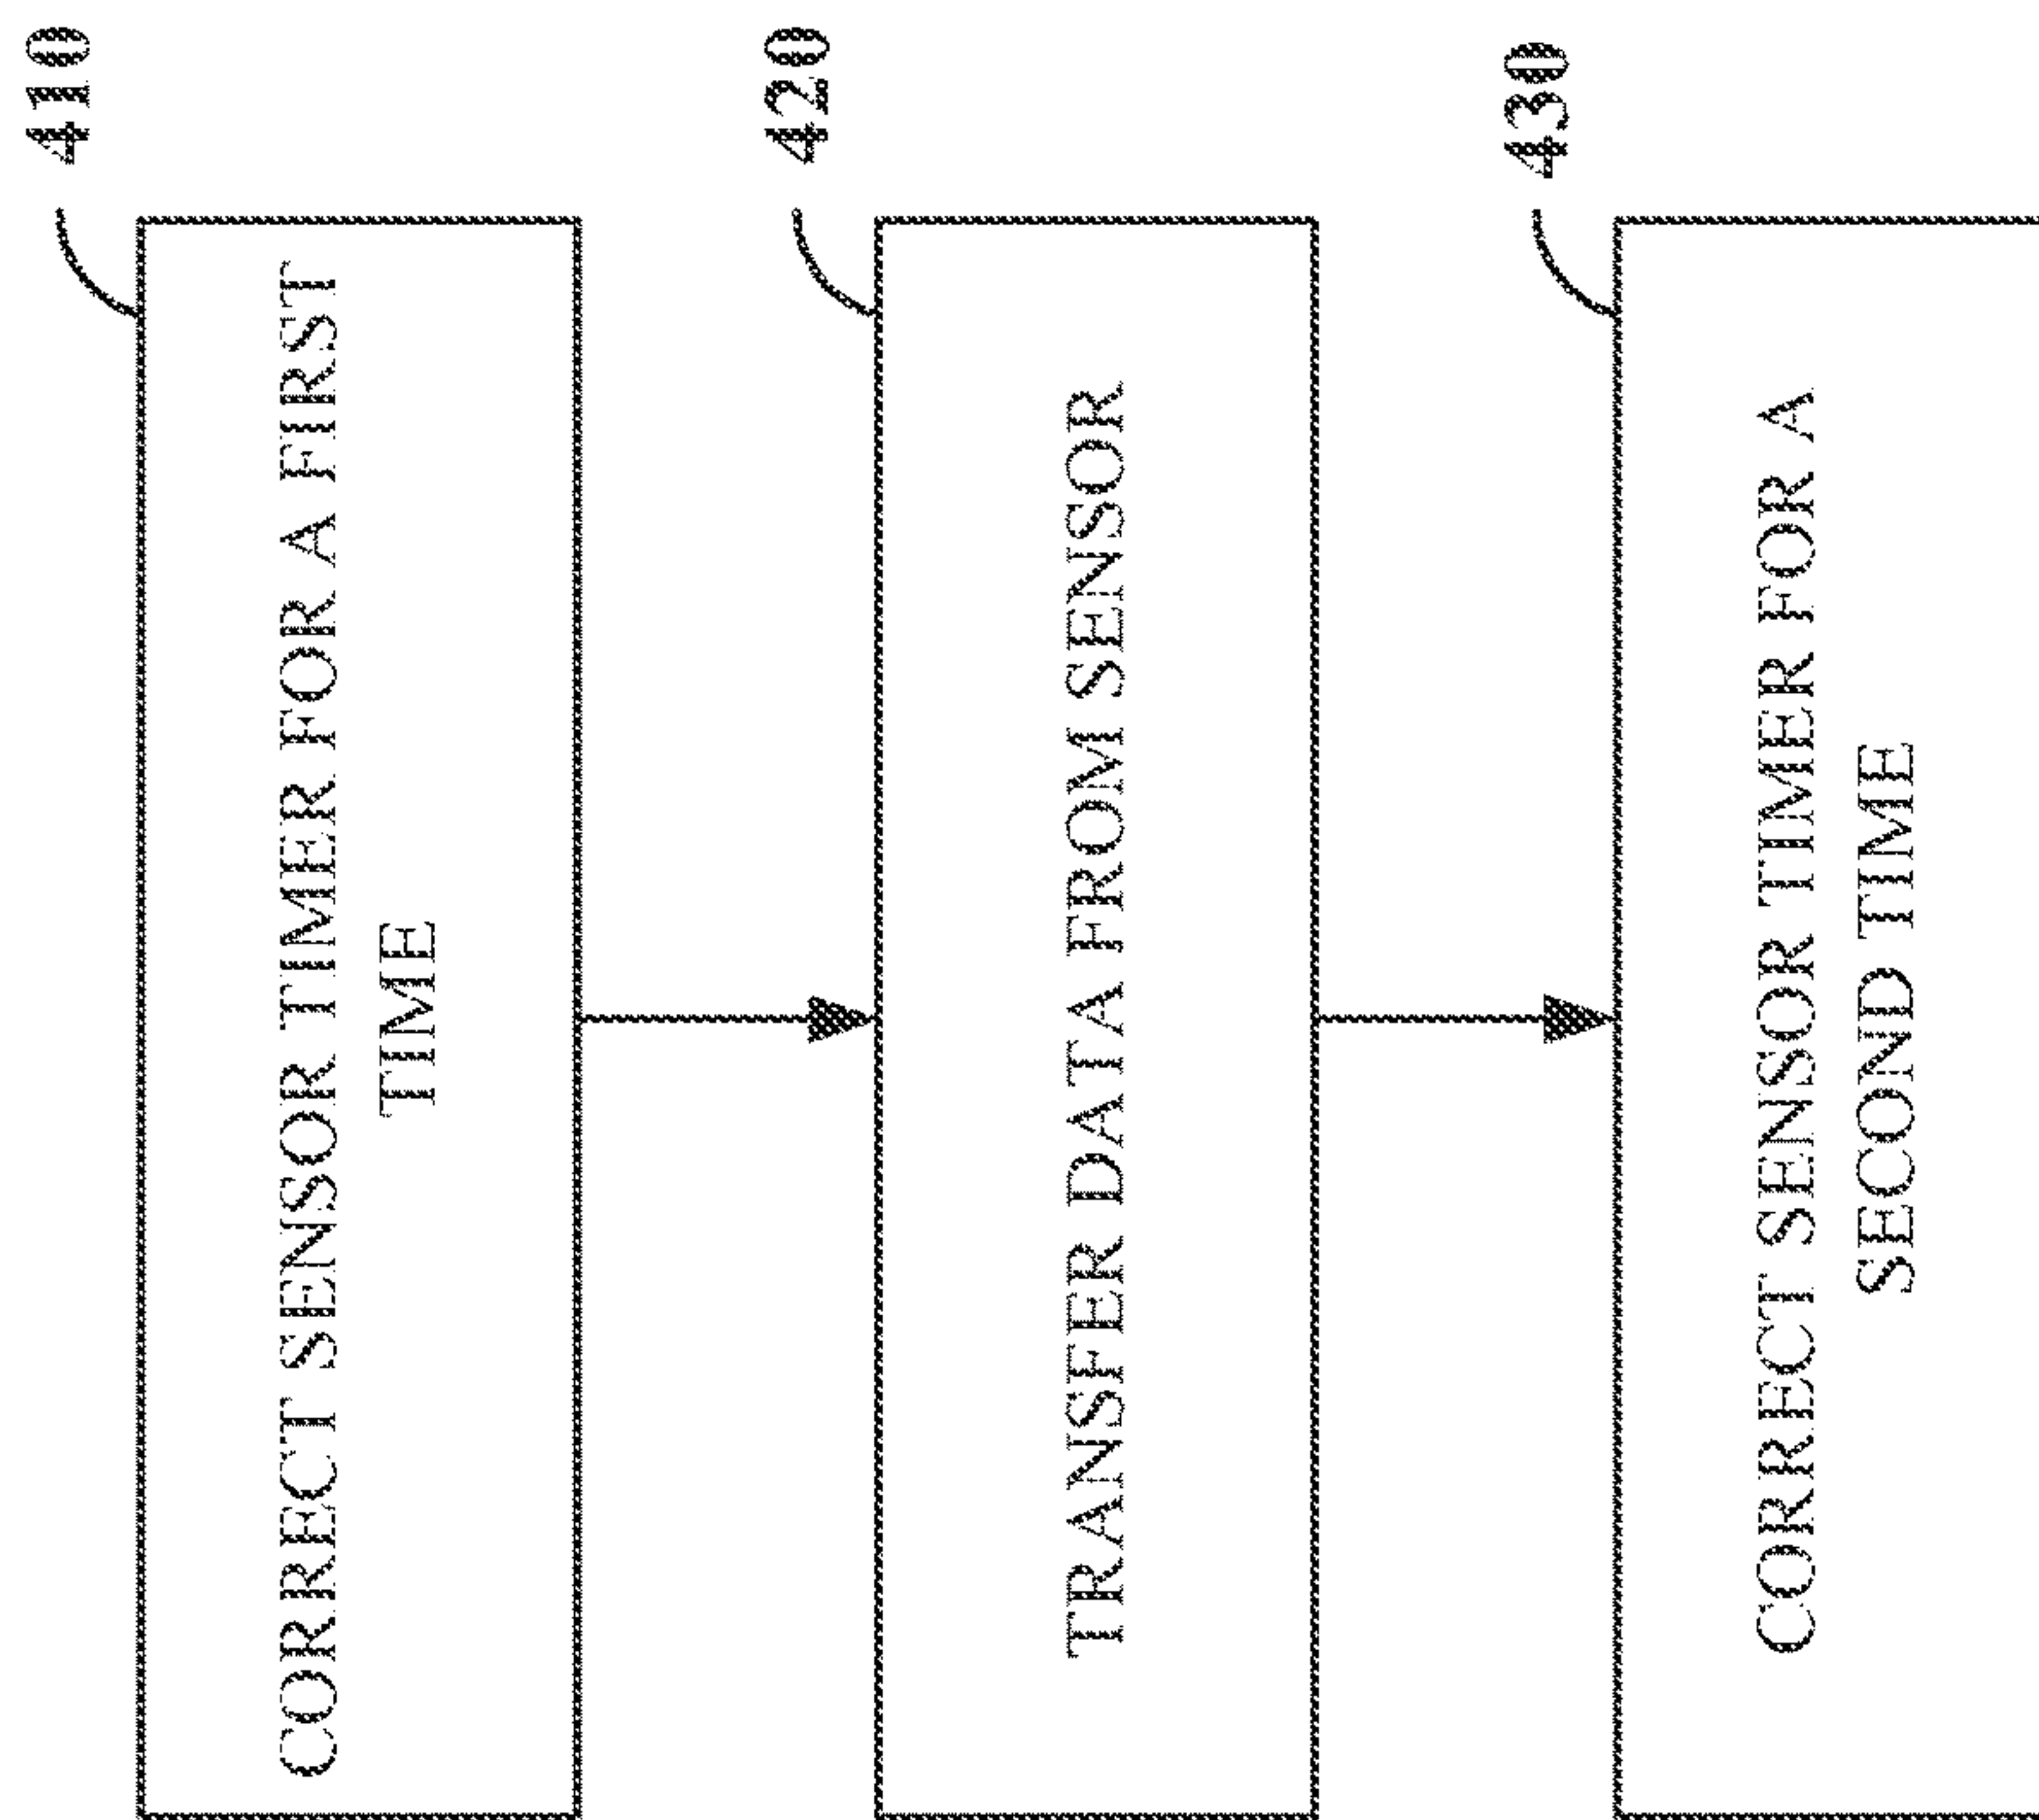 410
CORRECT SENSOR TIMER FOR A FIRST
TIME
420
TRANSFER DATA FROM SENSOR
430
CORRECT SENSOR TIMER FOR A
SECOND TIME